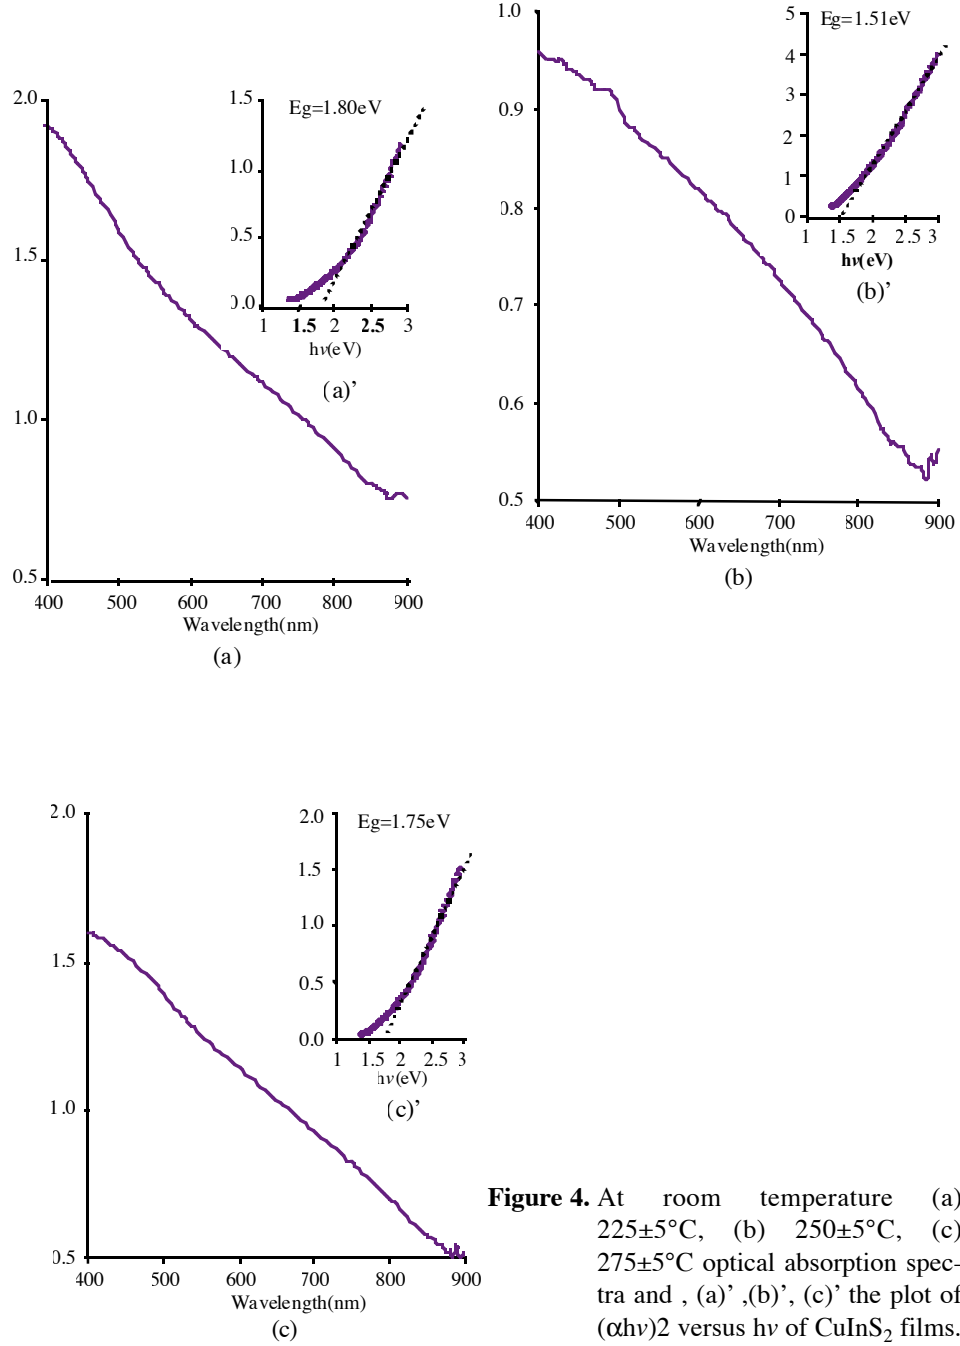 2.0
1.5
1.0
0.5
400 500 600 700 800 900
Wavelength(nm)
(a)
1.5
1.0
0.5
0.0
Eg=1.80eV
1 1.5 2 2.5 3
hν(eV)
(a)’
1.0
0.9
0.8
0.7
0.6
0.5
400 500 600 700 800 900
Wavelength(nm)
(b)
5
4
3
2
1
0
Eg=1.51eV
1 1.5 2 2.5 3
hν(eV)
(b)’
2.0
1.5
1.0
0.5
400 500 600 700 800 900
Wavelength(nm)
(c)
2.0
1.5
1.0
0.5
0.0
Eg=1.75eV
1 1.5 2 2.5 3
hν(eV)
(c)’
Figure 4. At room temperature (a)
225±5°C, (b) 250±5°C, (c)
275±5°C optical absorption spec-
tra and , (a)’ ,(b)’, (c)’ the plot of
(αhν)2 versus hν of CuInS₂ films.